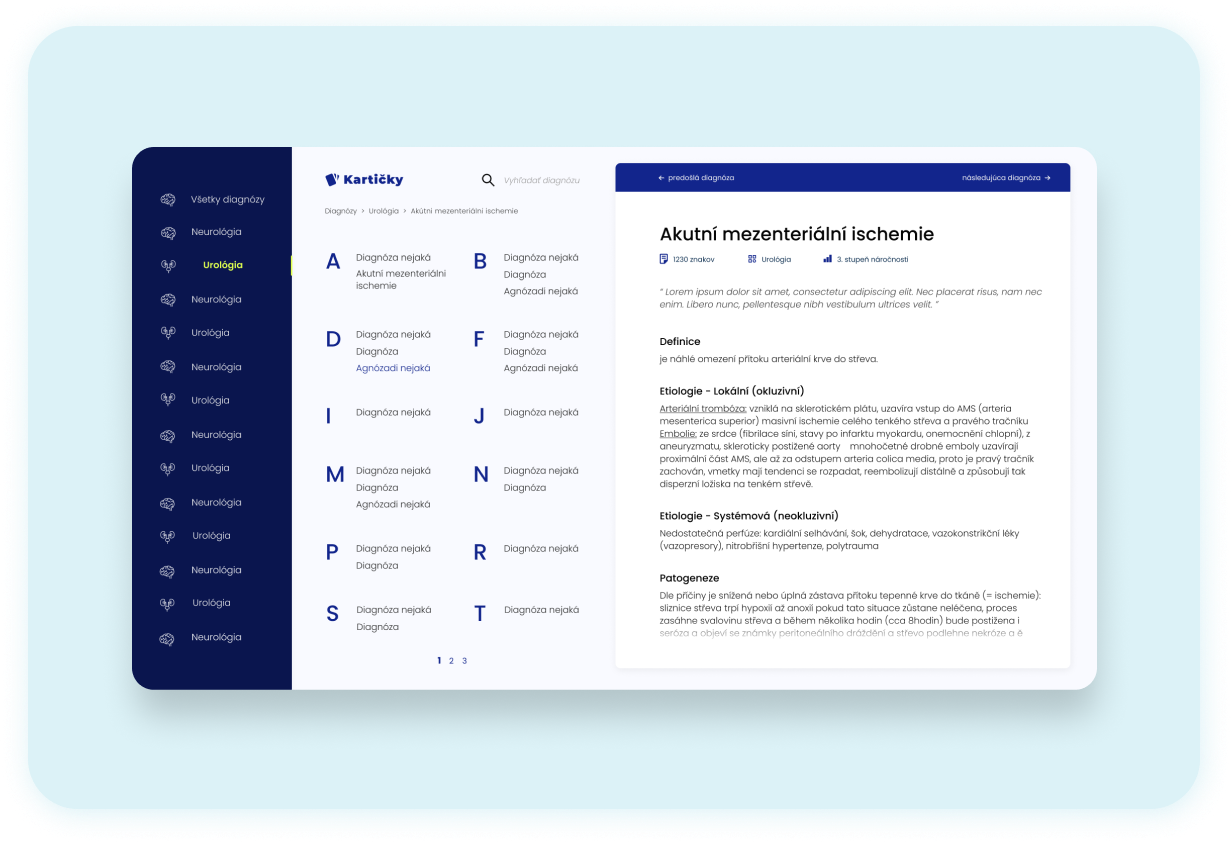 Všetky diagnózy
Neurológia
Urológia
Neurológia
Urológia
Neurológia
Urológia
Neurológia
Urológia
Neurológia
Urológia
Neurológia
Urológia
Neurológia
Kartičky
Vyhľadať diagnózu
Diagnózy › Urológia › Akútni mezenteriální ischemie
A
Diagnóza nejaká
Akutní mezenteriální
ischemie
B
Diagnóza nejaká
Diagnóza
Agnózadi nejaká
D
Diagnóza nejaká
Diagnóza
Agnózadi nejaká
F
Diagnóza nejaká
Diagnóza
Agnózadi nejaká
I
Diagnóza nejaká
J
Diagnóza nejaká
M
Diagnóza nejaká
Diagnóza
Agnózadi nejaká
N
Diagnóza nejaká
Diagnóza
P
Diagnóza nejaká
Diagnóza
R
Diagnóza nejaká
S
Diagnóza nejaká
Diagnóza
T
Diagnóza nejaká
1 2 3
← predošlá diagnóza
následujúca diagnóza →
Akutní mezenteriální ischemie
1230 znakov
Urológia
3. stupeň náročnosti
“ Lorem ipsum dolor sit amet, consectetur adipiscing elit. Nec placerat risus, nam nec
enim. Libero nunc, pellentesque nibh vestibulum ultrices velit. “
Definice
je náhlé omezení přítoku arteriální krve do střeva.
Etiologie - Lokální (okluzivní)
Arteriální trombóza: vzniklá na sklerotickém plátu, uzavíra vstup do AMS (arteria
mesenterica superior) masivní ischemie celého tenkého střeva a pravého tračníku
Embolie: ze srdce (fibrilace síní, stavy po infarktu myokardu, onemocnění chlopní), z
aneuryzmatu, skleroticky postižené aorty mnohočetné drobné emboly uzavírají
proximální část AMS, ale až za odstupem arteria colica media, proto je pravý tračník
zachován, vmetky mají tendenci se rozpadat, reembolizují distálně a způsobují tak
disperzní ložiska na tenkém střevě.
Etiologie - Systémová (neokluzivní)
Nedostatečná perfúze: kardiální selhávání, šok, dehydratace, vazokonstrikční léky
(vazopresory), nitrobřišní hypertenze, polytrauma
Patogeneze
Dle příčiny je snížená nebo úplná zástava přítoku tepenné krve do tkáně (= ischemie):
sliznice střeva trpí hypoxií až anoxií pokud tato situace zůstane neléčena, proces
zasáhne svalovinu střeva a během několika hodin (cca 8hodin) bude postižena i
seróza a objeví se známky peritoneálního dráždění a střevo podlehne nekróze a ě